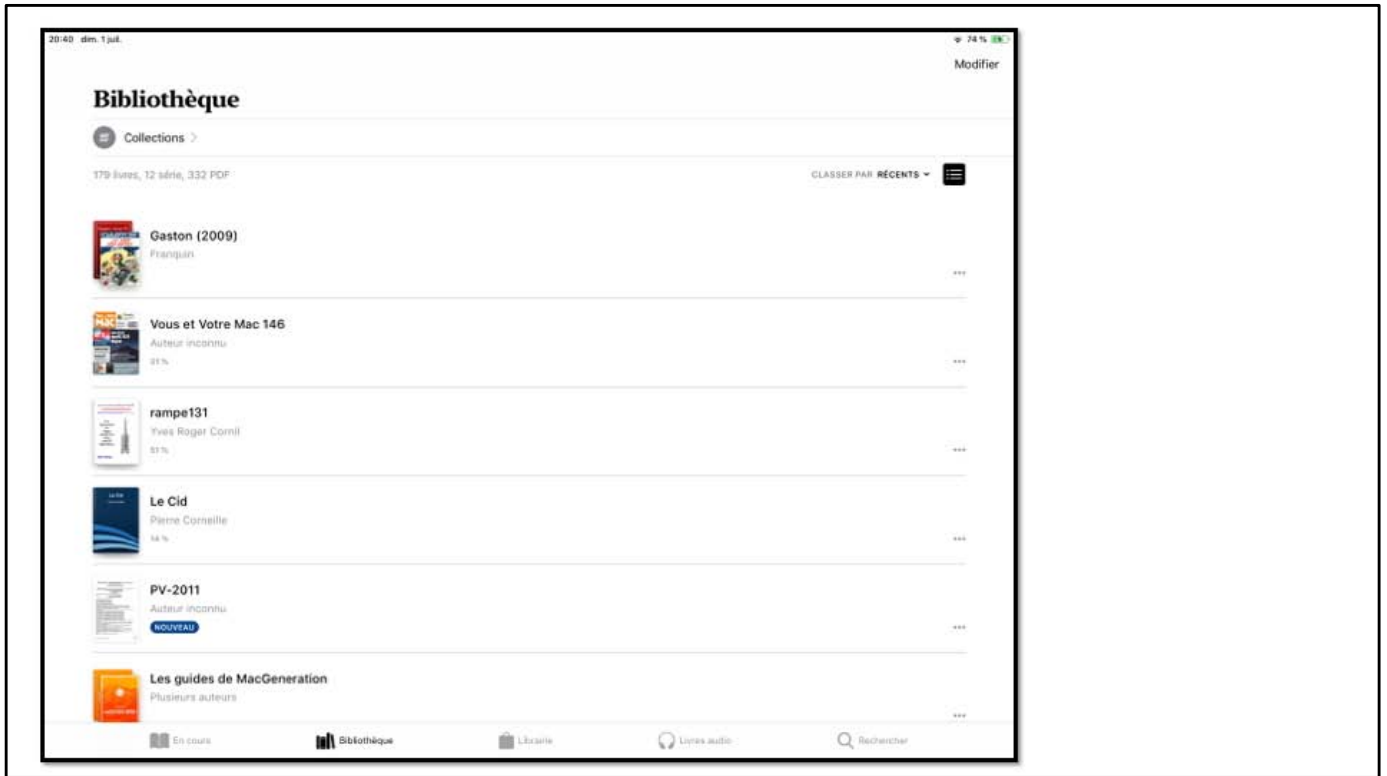 20:40 dim. 1 juil. 74 %
Modifier
Bibliothèque
Collections >
179 livres, 12 série, 332 PDF CLASSER PAR RÉCENTS
Gaston (2009)
Franquin
Vous et Votre Mac 146
Auteur inconnu
rampe131
Yves Roger Cornil
Le Cid
Pierre Corneille
PV-2011
Auteur inconnu
NOUVEAU
Les guides de MacGeneration
Plusieurs auteurs
En cours Bibliothèque Librairie Livres audio Rechercher